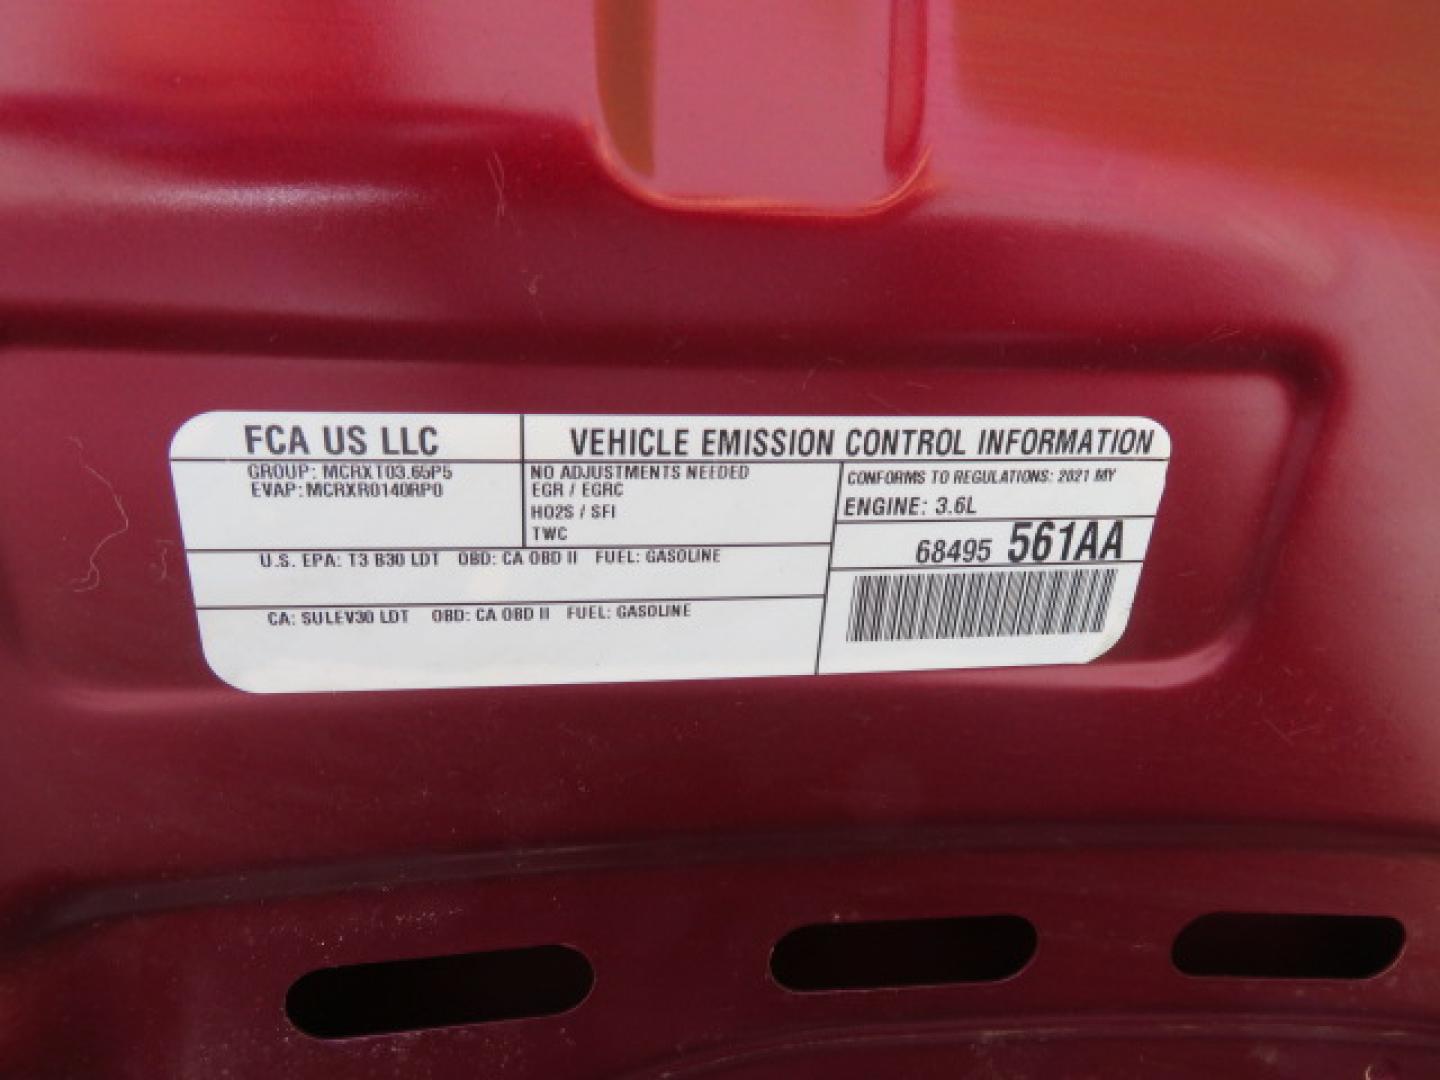 FCA US LLC
VEHICLE EMISSION CONTROL INFORMATION
GROUP: MCRXT03.65P5
EVAP: MCRXR0140RP0
NO ADJUSTMENTS NEEDED
EGR / EGRC
HO2S / SFI
TWC
CONFORMS TO REGULATIONS: 2021 MY
ENGINE: 3.6L
68495 561AA
U.S. EPA: T3 B30 LDT OBD: CA OBD II FUEL: GASOLINE
CA: SULEV30 LDT OBD: CA OBD II FUEL: GASOLINE